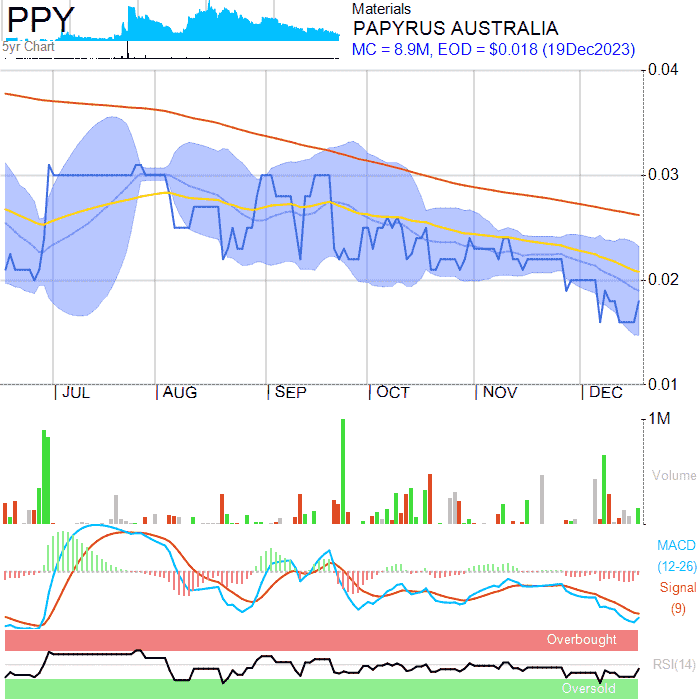 PPY
5yr Chart
Materials
PAPYRUS AUSTRALIA
MC = 8.9M, EOD = $0.018 (19Dec2023)
0.04
0.03
0.02
0.01
JUL AUG SEP OCT NOV DEC
1M
Volume
MACD
(12-26)
Signal
(9)
Overbought
RSI(14)
Oversold